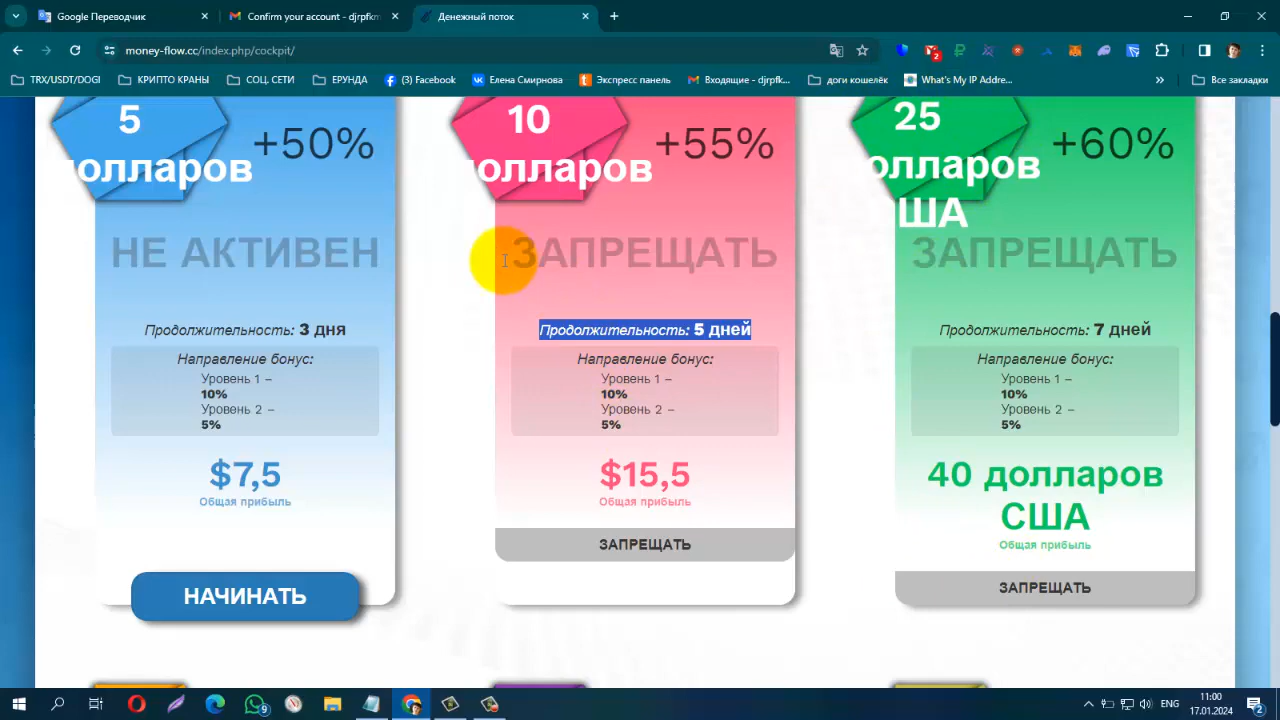 Google Переводчик
Confirm your account - djrpfkm
Денежный поток
money-flow.cc/index.php/cockpit/
2
TRX/USDT/DOGI
КРИПТО КРАНЫ
СОЦ. СЕТИ
ЕРУНДА
(3) Facebook
Елена Смирнова
Экспресс панель
Входящие - djrpfk...
доги кошелёк
What's My IP Addre...
»
Все закладки
5
олларов
+50%
НЕ АКТИВЕН
Продолжительность: 3 дня
Направление бонус:
Уровень 1 –
10%
Уровень 2 –
5%
$7,5
Общая прибыль
НАЧИНАТЬ
10
олларов
+55%
ЗАПРЕЩАТЬ
Продолжительность: 5 дней
Направление бонус:
Уровень 1 –
10%
Уровень 2 –
5%
$15,5
Общая прибыль
ЗАПРЕЩАТЬ
25
олларов
ША
+60%
ЗАПРЕЩАТЬ
Продолжительность: 7 дней
Направление бонус:
Уровень 1 –
10%
Уровень 2 –
5%
40 долларов
США
Общая прибыль
ЗАПРЕЩАТЬ
9
ENG
11:00
17.01.2024
2